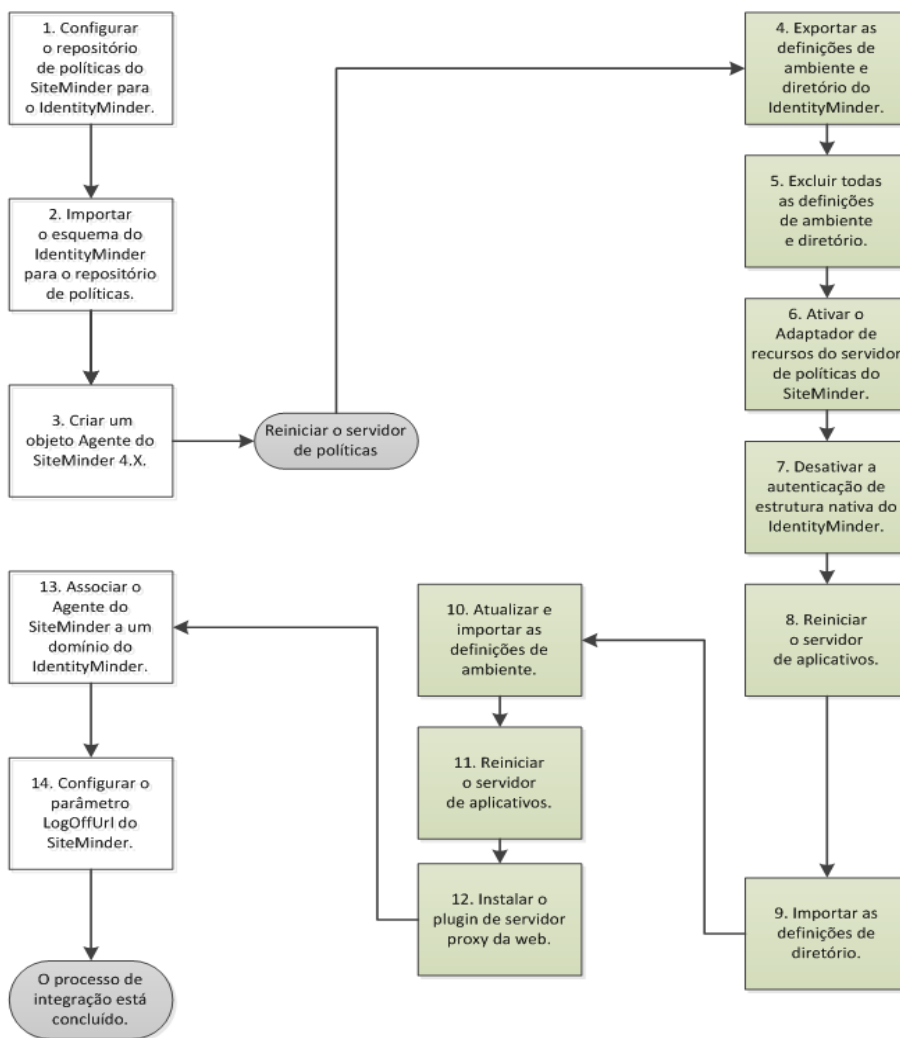 1. Configurar
o repositório
de políticas do
SiteMinder para
o IdentityMinder.
2. Importar
o esquema do
IdentityMinder
para o repositório
de políticas.
3. Criar um
objeto Agente do
SiteMinder 4.X.
Reiniciar o servidor
de políticas
4. Exportar as
definições de
ambiente e
diretório do
IdentityMinder.
5. Excluir todas
as definições
de ambiente
e diretório.
6. Ativar o
Adaptador de
recursos do servidor
de políticas do
SiteMinder.
7. Desativar a
autenticação de
estrutura nativa do
IdentityMinder.
8. Reiniciar
o servidor
de aplicativos.
9. Importar as
definições de
diretório.
10. Atualizar e
importar as
definições de
ambiente.
11. Reiniciar
o servidor
de aplicativos.
12. Instalar o
plugin de servidor
proxy da web.
13. Associar o
Agente do
SiteMinder a um
domínio do
IdentityMinder.
14. Configurar o
parâmetro
LogOffUrl do
SiteMinder.
O processo de
integração está
concluído.